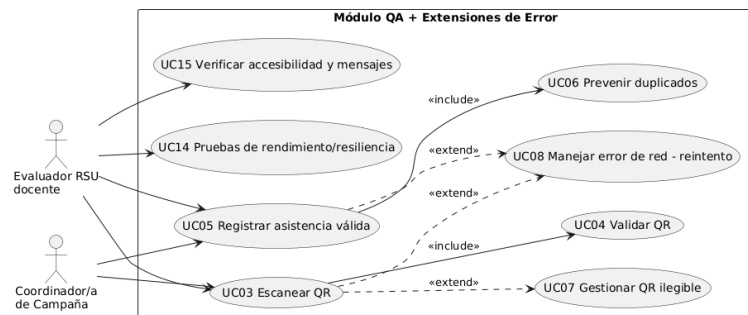 Módulo QA + Extensiones de Error
UC15 Verificar accesibilidad y mensajes
UC06 Prevenir duplicados
«include»
UC14 Pruebas de rendimiento/resiliencia
«extend»
UC08 Manejar error de red - reintento
Evaluador RSU
docente
«extend»
UC05 Registrar asistencia válida
UC04 Validar QR
«include»
Coordinador/a
de Campaña
UC03 Escanear QR
«extend»
UC07 Gestionar QR ilegible